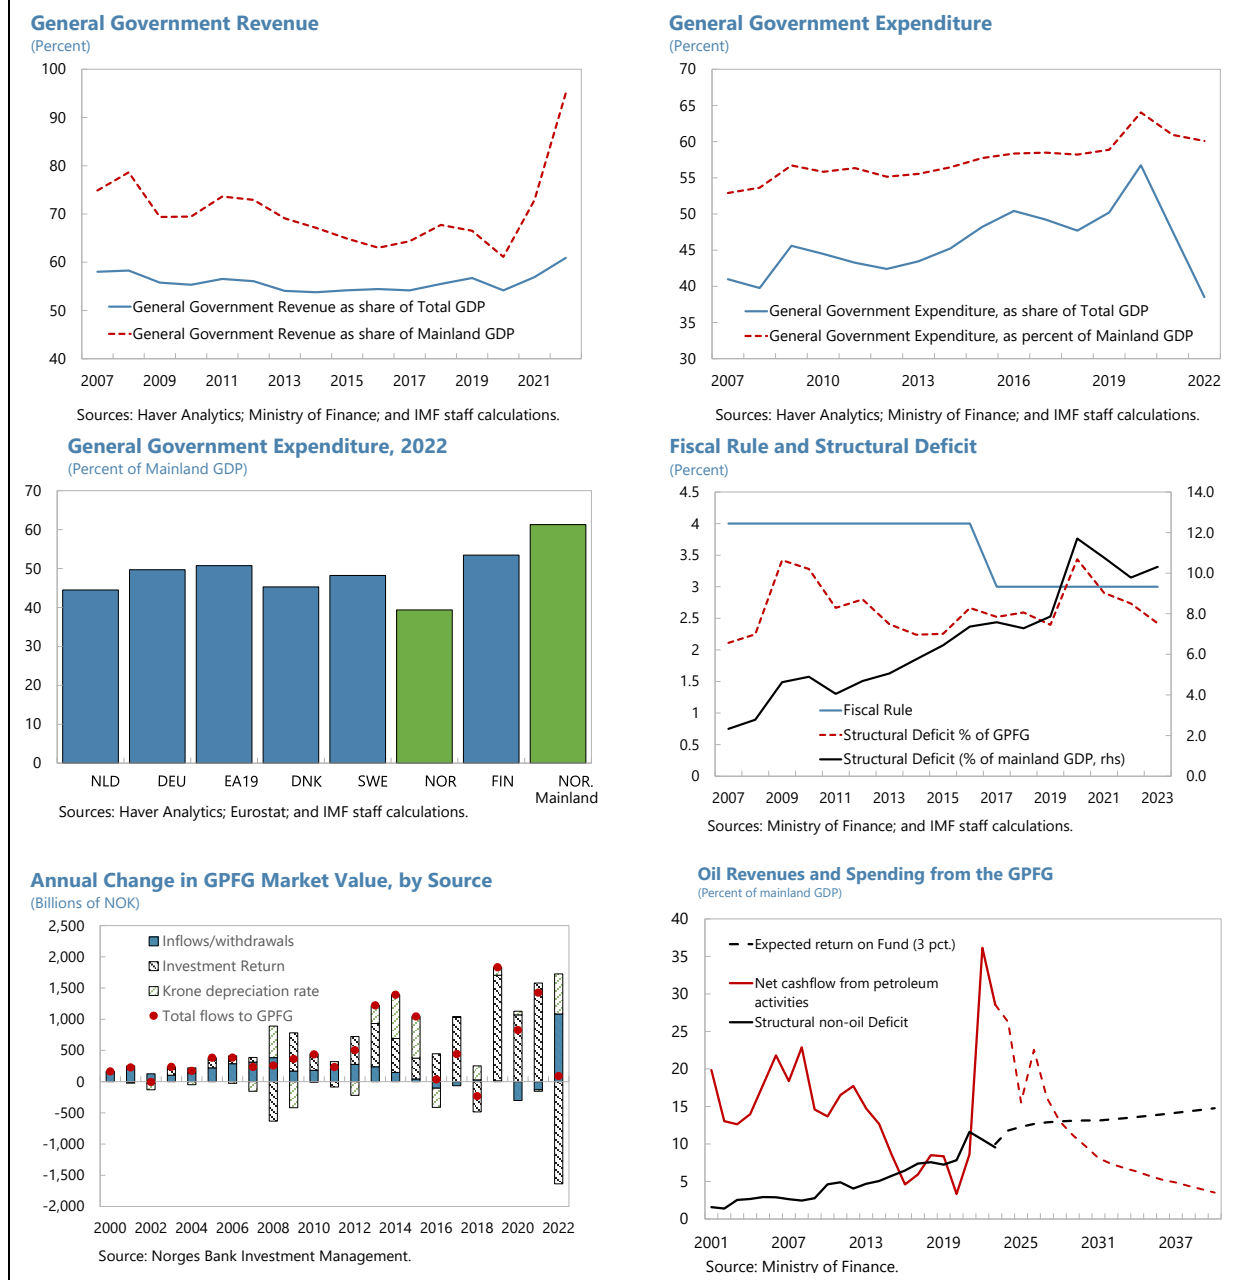 General Government Revenue
(Percent)
100
90
80
70
60
50
40
General Government Revenue as share of Total GDP
General Government Revenue as share of Mainland GDP
2007 2009 2011 2013 2015 2017 2019 2021
Sources: Haver Analytics; Ministry of Finance; and IMF staff calculations.
General Government Expenditure
(Percent)
70
65
60
55
50
45
40
35
30
General Government Expenditure, as share of Total GDP
General Government Expenditure, as percent of Mainland GDP
2007 2010 2013 2016 2019 2022
Sources: Haver Analytics; Ministry of Finance; and IMF staff calculations.
General Government Expenditure, 2022
(Percent of Mainland GDP)
70
60
50
40
30
20
10
0
NLD DEU EA19 DNK SWE NOR FIN NOR.
Mainland
Sources: Haver Analytics; Eurostat; and IMF staff calculations.
Fiscal Rule and Structural Deficit
(Percent)
4.5 14.0
4 12.0
3.5 10.0
3 8.0
2.5 6.0
2 4.0
1.5 2.0
1 0.0
0.5
0
Fiscal Rule
Structural Deficit % of GPFG
Structural Deficit (% of mainland GDP, rhs)
2007 2009 2011 2013 2015 2017 2019 2021 2023
Sources: Ministry of Finance; and IMF staff calculations.
Annual Change in GPFG Market Value, by Source
(Billions of NOK)
2,500
2,000
1,500
1,000
500
0
-500
-1,000
-1,500
-2,000
Inflows/withdrawals
Investment Return
Krone depreciation rate
Total flows to GPFG
2000 2002 2004 2006 2008 2010 2012 2014 2016 2018 2020 2022
Source: Norges Bank Investment Management.
Oil Revenues and Spending from the GPFG
(Percent of mainland GDP)
40
35
30
25
20
15
10
5
0
Expected return on Fund (3 pct.)
Net cashflow from petroleum
activities
Structural non-oil Deficit
2001 2007 2013 2019 2025 2031 2037
Source: Ministry of Finance.